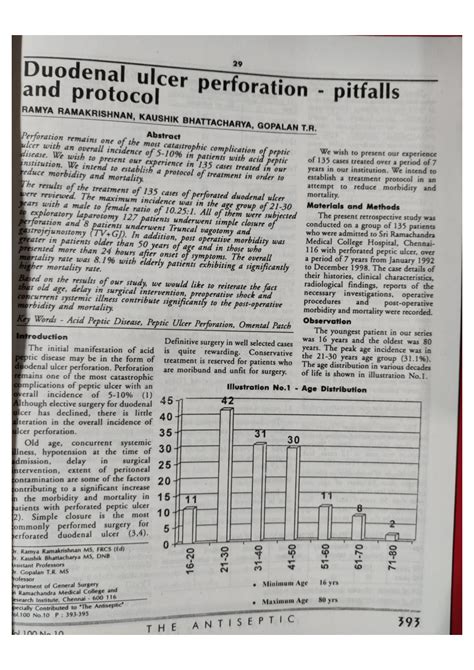 29
Duodenal ulcer perforation - pitfalls
and protocol
RAMYA RAMAKRISHNAN, KAUSHIK BHATTACHARYA, GOPALAN T.R.
Abstract
Perforation remains one of the most catastrophic complication of peptic
ulcer with an overall incidence of 5-10% in patients with acid peptic
disease. We wish to present our experience in 135 cases treated in our
institution. We intend to establish a protocol of treatment in order to
reduce morbidity and mortality.
The results of the treatment of 135 cases of perforated duodenal ulcer
were reviewed. The maximum incidence was in the age group of 21-30
years with a male to female ratio of 10.25:1. All of them were subjected
to exploratory laparotomy 127 patients underwent simple closure of
perforation and 8 patients underwent Truncal vagotomy and
gastrojejunostomy (TV+GJ). In addition, post operative morbidity was
greater in patients older than 50 years of age and in those who
presented more than 24 hours after onset of symptoms. The overall
mortality rate was 8.1% with elderly patients exhibiting a significantly
higher mortality rate.
Based on the results of our study, we would like to reiterate the fact
that old age, delay in surgical intervention, preoperative shock and
concurrent systemic illness contribute significantly to the post-operative
morbidity and mortality.
Key Words - Acid Peptic Disease, Peptic Ulcer Perforation, Omental Patch
Introduction
The initial manifestation of acid
peptic disease may be in the form of
duodenal ulcer perforation. Perforation
remains one of the most catastrophic
complications of peptic ulcer with an
overall incidence of 5-10% (1)
Although elective surgery for duodenal
ulcer has declined, there is little
alteration in the overall incidence of
ulcer perforation.
Old age, concurrent systemic
illness, hypotension at the time of
admission, delay in surgical
intervention, extent of peritoneal
contamination are some of the factors
contributing to a significant increase
in the morbidity and mortality in
patients with perforated peptic ulcer
(2). Simple closure is the most
commonly performed surgery for
perforated duodenal ulcer (3,4).
Dr. Ramya Ramakrishnan MS, FRCS (Ed)
Dr. Kaushik Bhattacharya MS, DNB
Assistant Professors
Dr. Gopalan T.R. MS
Professor
Department of General Surgery
Sri Ramachandra Medical College and
Research Institute, Chennai - 600 116
Specially Contributed to "The Antiseptic"
Vol.100 No.10 P : 393-395
Definitive surgery in well selected cases
is quite rewarding. Conservative
treatment is reserved for patients who
are moribund and unfit for surgery.
We wish to present our experience
of 135 cases treated over a period of 7
years in our institution. We intend to
establish a treatment protocol in an
attempt to reduce morbidity and
mortality.
Materials and Methods
The present retrospective study was
conducted on a group of 135 patients
who were admitted to Sri Ramachandra
Medical College Hospital, Chennai-
116 with perforated peptic ulcer, over
a period of 7 years from January 1992
to December 1998. The case details of
their histories, clinical characteristics,
radiological findings, reports of the
necessary investigations, operative
procedures and post-operative
morbidity and mortality were recorded.
Observation
The youngest patient in our series
was 16 years and the oldest was 80
years. The peak age incidence was in
the 21-30 years age group (31.1%).
The age distribution in various decades
of life is shown in illustration No.1.
Illustration No.1 - Age Distribution
45
40
35
30
25
20
15
10
5
0
11
42
31
30
11
8
2
16-20
21-30
31-40
41-50
51-60
61-70
71-80
• Minimum Age 16 yrs
• Maximum Age 80 yrs
Vol.100 No.10
THE ANTISEPTIC
393